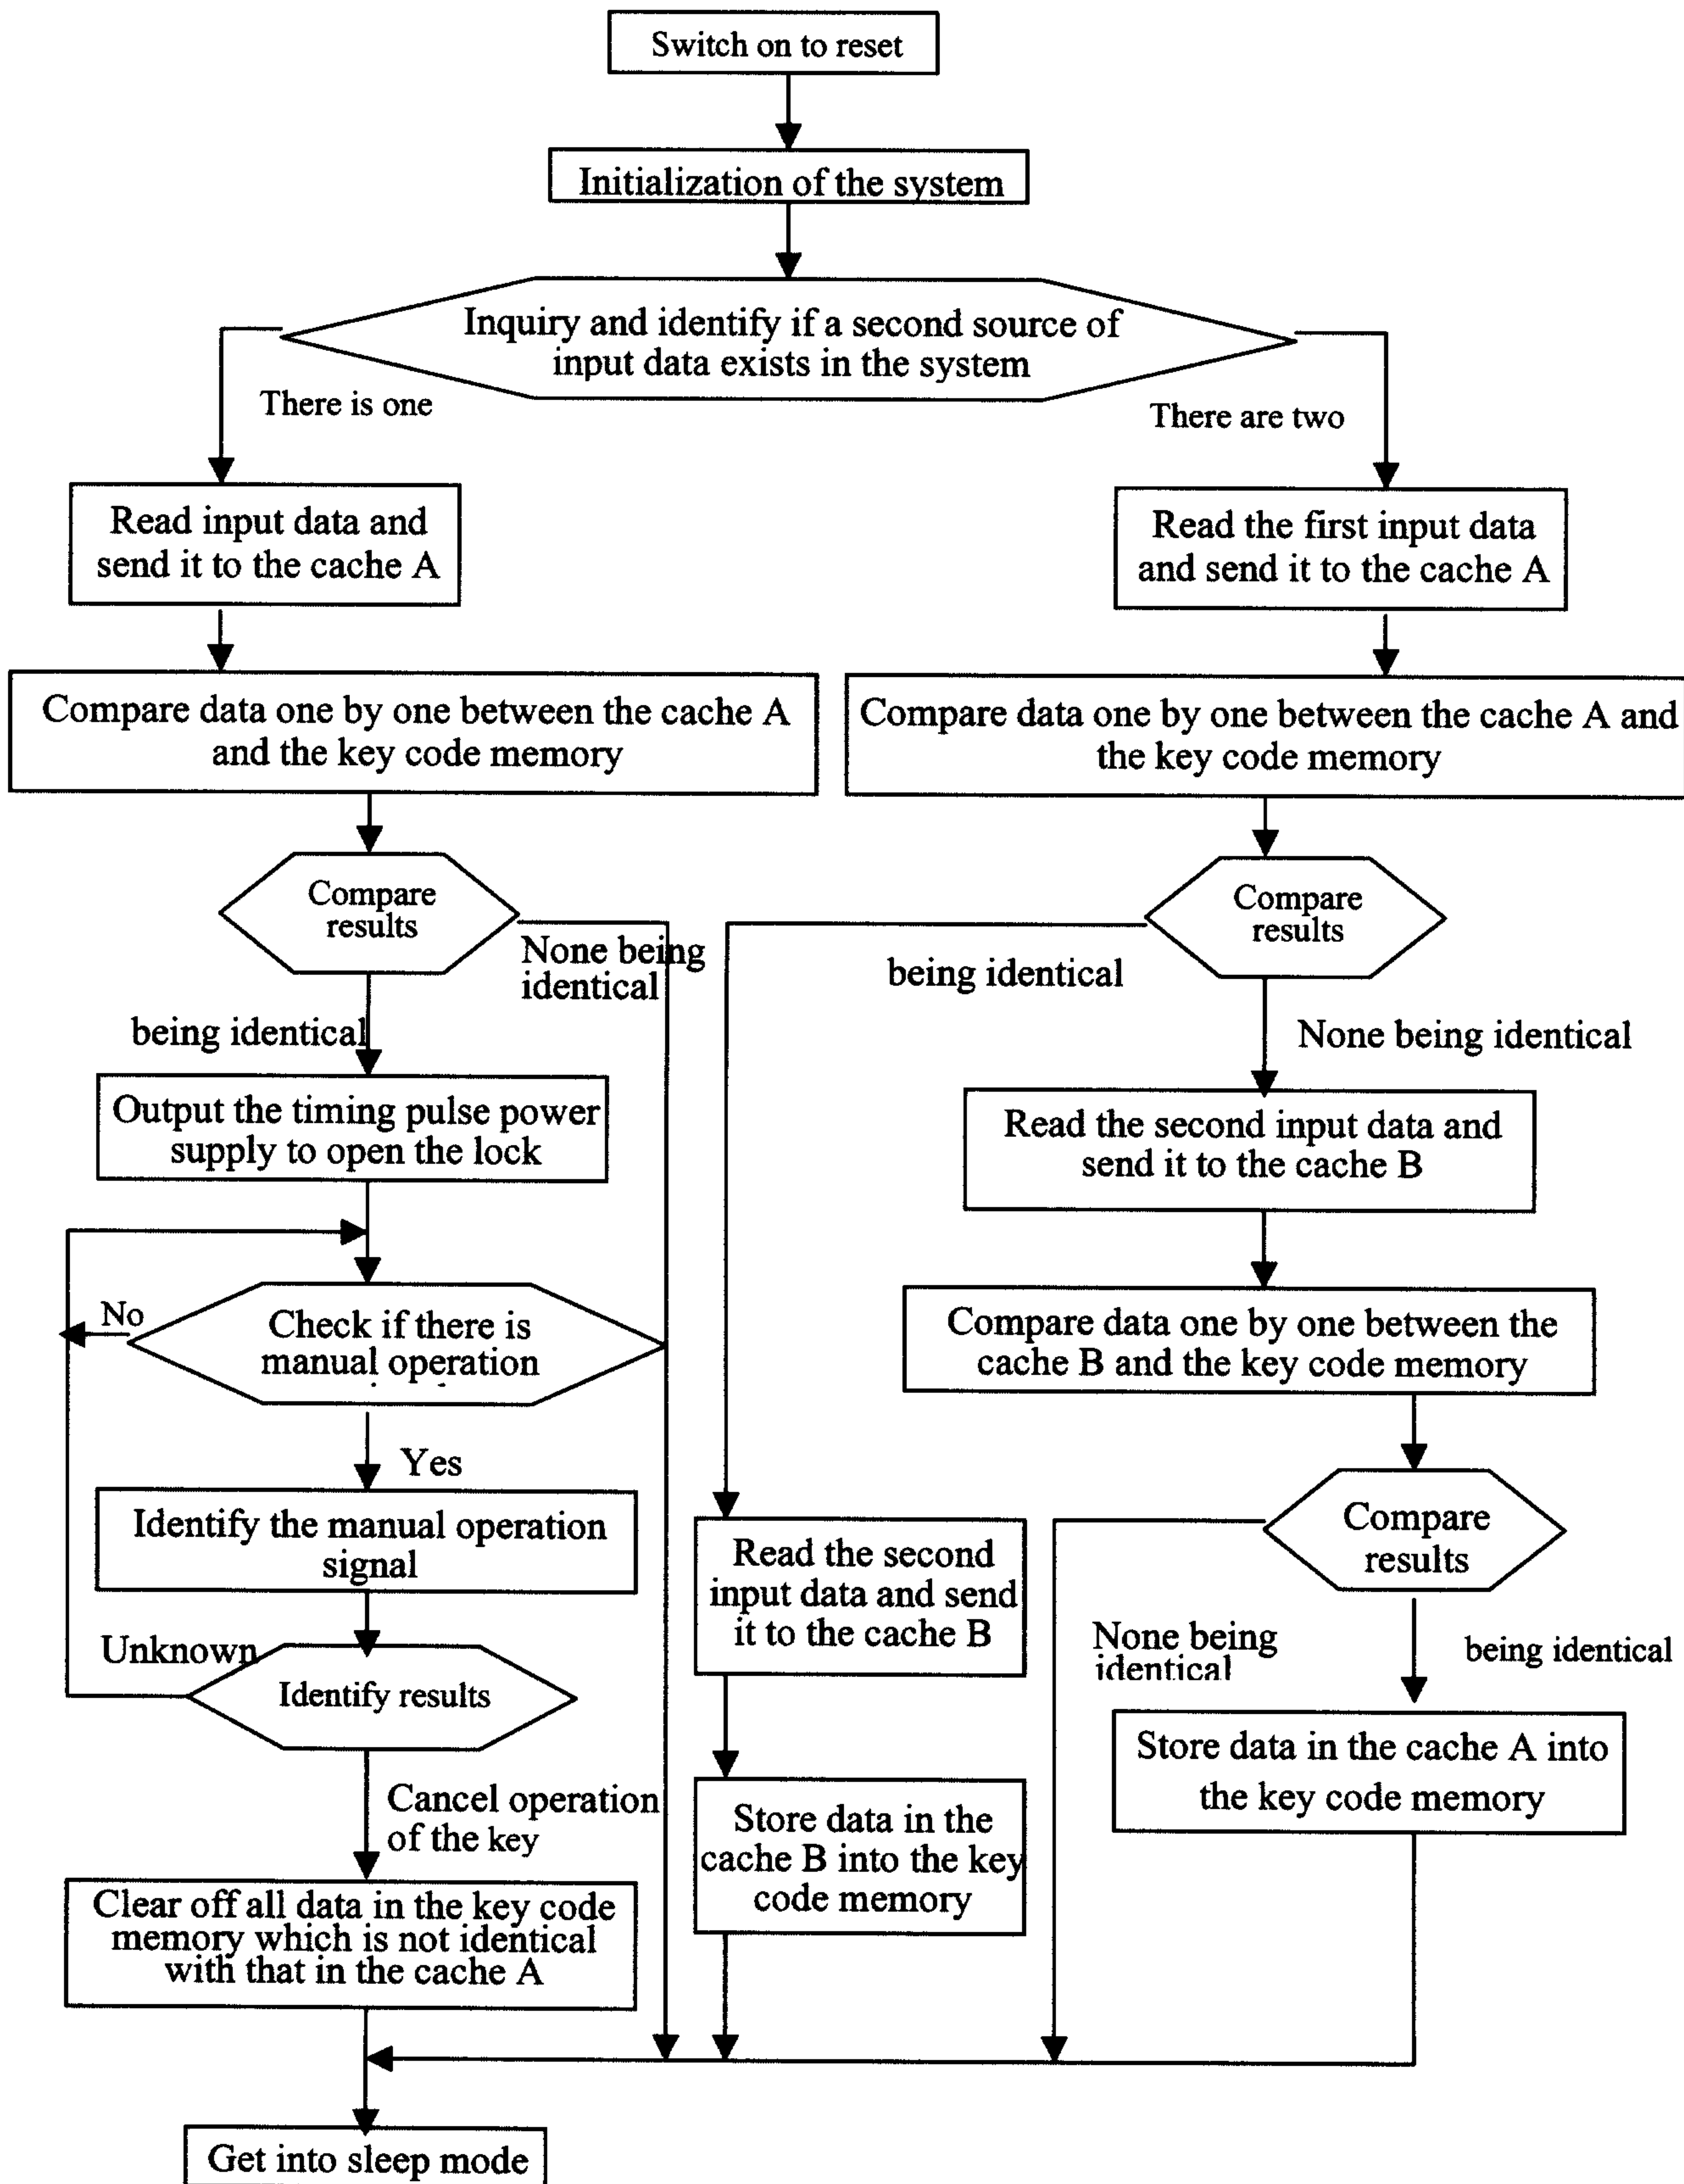 Switch on to reset
Initialization of the system
Inquiry and identify if a second source of
input data exists in the system
There is one
There are two
Read input data and
send it to the cache A
Read the first input data
and send it to the cache A
Compare data one by one between the cache A
and the key code memory
Compare data one by one between the cache A and
the key code memory
Compare
results
Compare
results
None being
identical
being identical
being identical
None being identical
Output the timing pulse power
supply to open the lock
Read the second input data and
send it to the cache B
No
Check if there is
manual operation
Compare data one by one between the
cache B and the key code memory
Yes
Identify the manual operation
signal
Read the second
input data and send
it to the cache B
Compare
results
Unknown
Identify results
None being
identical
being identical
Cancel operation
of the key
Store data in the
cache B into the key
code memory
Store data in the cache A into
the key code memory
Clear off all data in the key code
memory which is not identical
with that in the cache A
Get into sleep mode